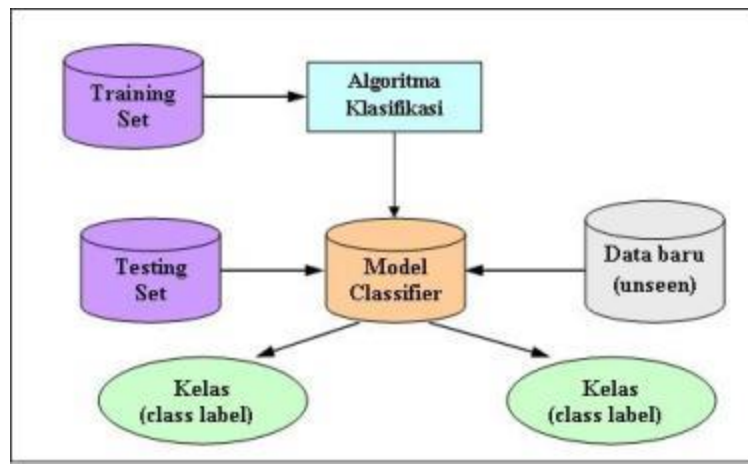 Training
Set
Algoritma
Klasifikasi
Testing
Set
Model
Classifier
Data baru
(unseen)
Kelas
(class label)
Kelas
(class label)